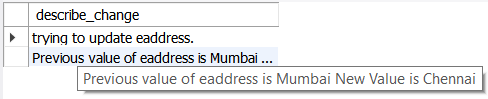 describe_change
trying to update eaddress.
Previous value of eaddress is Mumbai ...
Previous value of eaddress is Mumbai New Value is Chennai